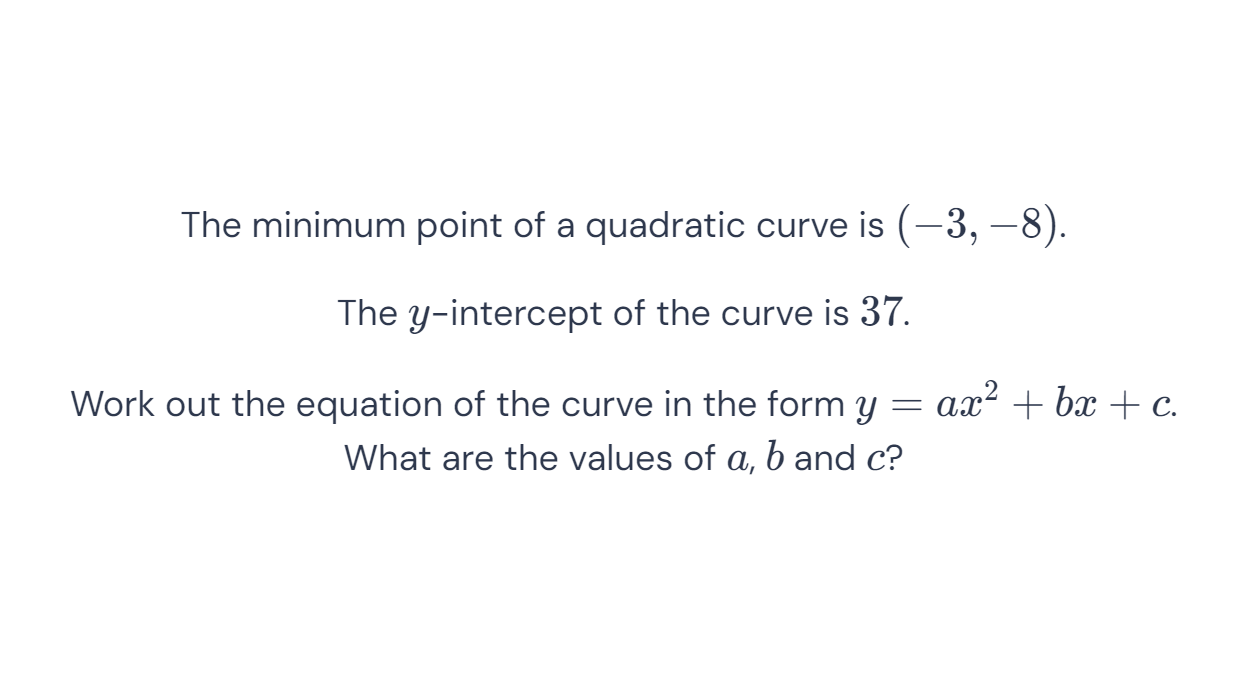 The minimum point of a quadratic curve is (−3, −8).
The y-intercept of the curve is 37.
Work out the equation of the curve in the form y = ax² + bx + c.
What are the values of a, b and c?